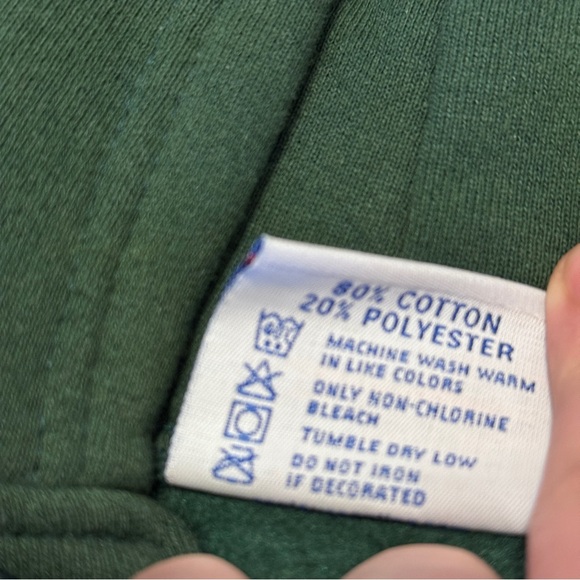 80% COTTON
20% POLYESTER
MACHINE WASH WARM
IN LIKE COLORS
ONLY NON-CHLORINE
BLEACH
TUMBLE DRY LOW
DO NOT IRON
IF DECORATED